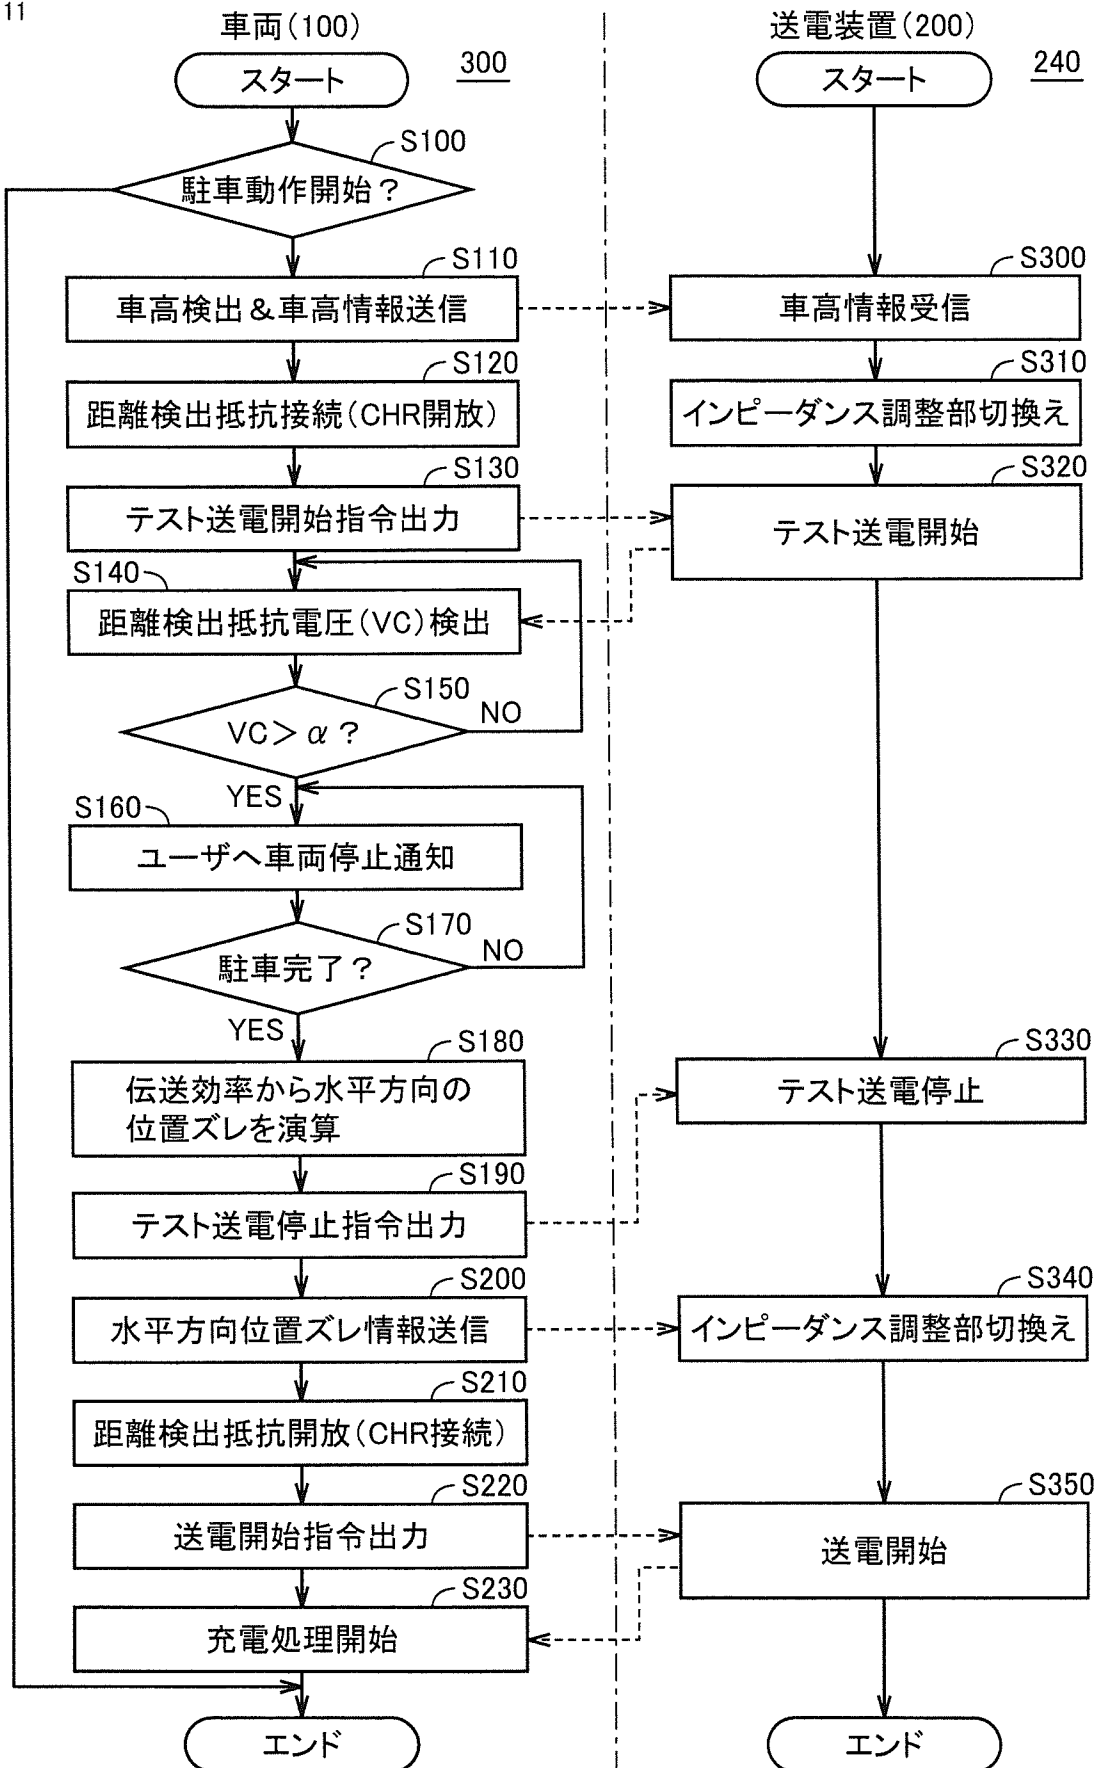 11
車両(100)
300
スタート
S100
駐車動作開始？
S110
車高検出＆車高情報送信
S120
距離検出抵抗接続(CHR開放)
S130
テスト送電開始指令出力
S140
距離検出抵抗電圧(VC)検出
S150
VC＞α？
NO
YES
S160
ユーザへ車両停止通知
S170
駐車完了？
NO
YES
S180
伝送効率から水平方向の
位置ズレを演算
S190
テスト送電停止指令出力
S200
水平方向位置ズレ情報送信
S210
距離検出抵抗開放(CHR接続)
S220
送電開始指令出力
S230
充電処理開始
エンド
送電装置(200)
240
スタート
S300
車高情報受信
S310
インピーダンス調整部切換え
S320
テスト送電開始
S330
テスト送電停止
S340
インピーダンス調整部切換え
S350
送電開始
エンド